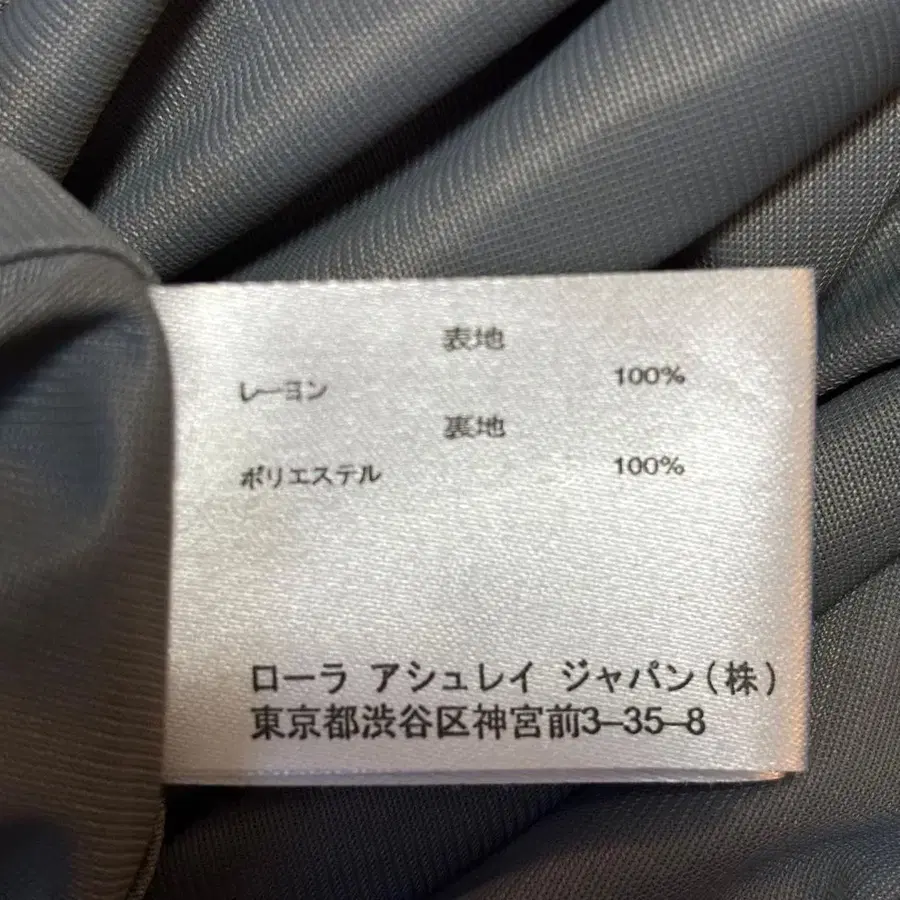 表地
レーヨン 100%
裏地
ポリエステル 100%
ローラ アシュレイ ジャパン(株)
東京都渋谷区神宮前3-35-8